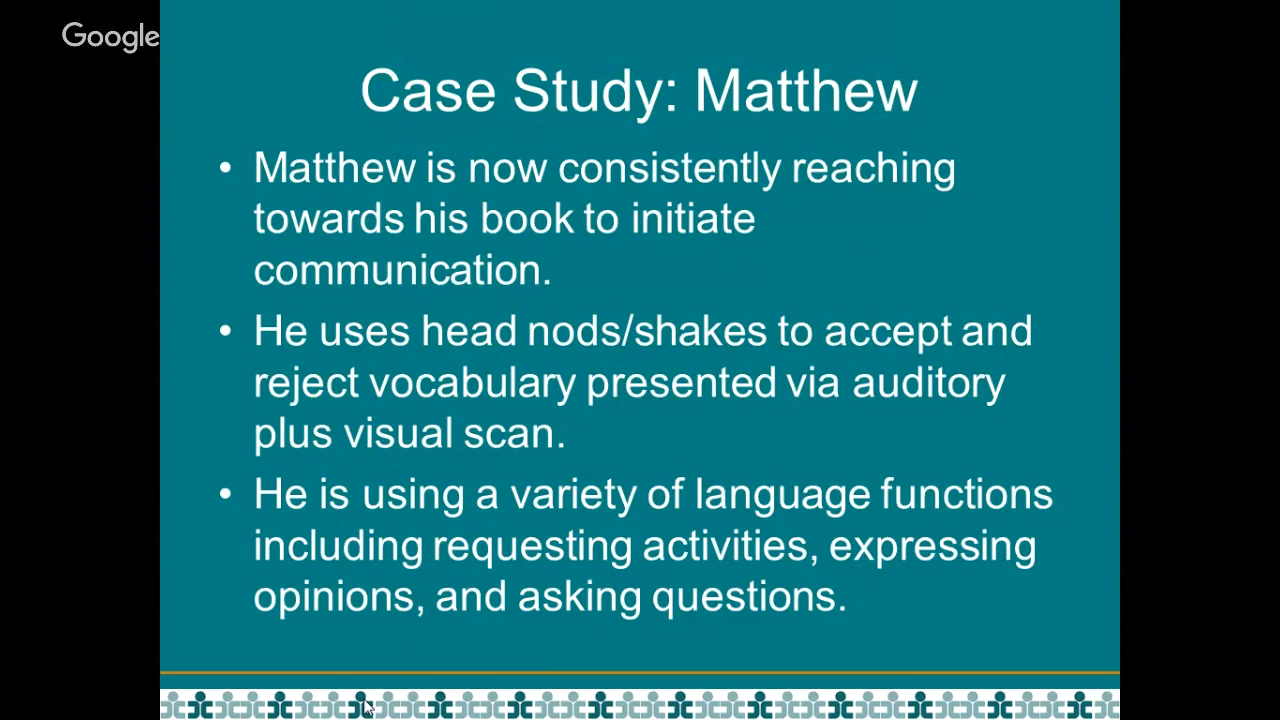 Google
Case Study: Matthew
• Matthew is now consistently reaching
towards his book to initiate
communication.
• He uses head nods/shakes to accept and
reject vocabulary presented via auditory
plus visual scan.
• He is using a variety of language functions
including requesting activities, expressing
opinions, and asking questions.